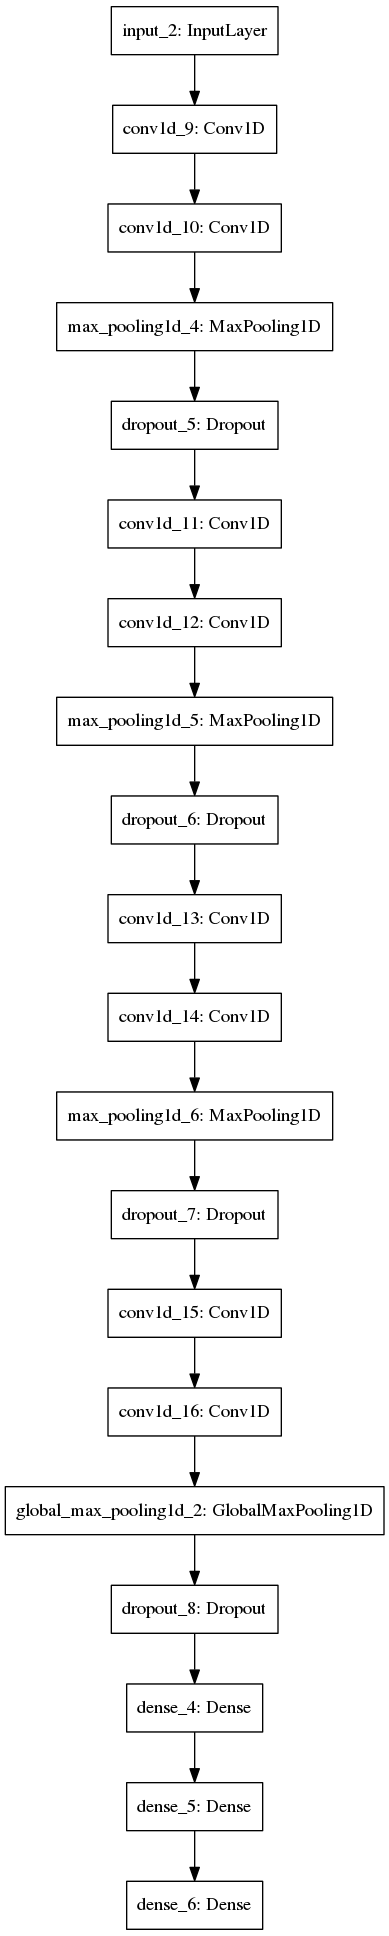 input_2: InputLayer
conv1d_9: Conv1D
conv1d_10: Conv1D
max_pooling1d_4: MaxPooling1D
dropout_5: Dropout
conv1d_11: Conv1D
conv1d_12: Conv1D
max_pooling1d_5: MaxPooling1D
dropout_6: Dropout
conv1d_13: Conv1D
conv1d_14: Conv1D
max_pooling1d_6: MaxPooling1D
dropout_7: Dropout
conv1d_15: Conv1D
conv1d_16: Conv1D
global_max_pooling1d_2: GlobalMaxPooling1D
dropout_8: Dropout
dense_4: Dense
dense_5: Dense
dense_6: Dense